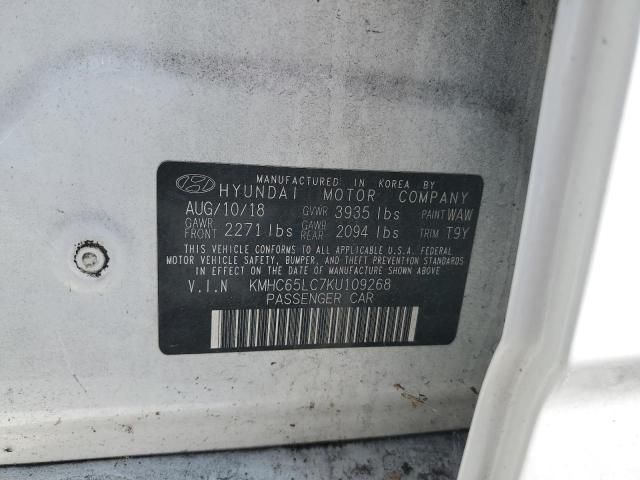 MANUFACTURED IN KOREA BY
HYUNDAI MOTOR COMPANY
AUG/10/18 GVWR 3935 lbs PAINT WAW
GAWR FRONT 2271 lbs GAWR REAR 2094 lbs TRIM T9Y
THIS VEHICLE CONFORMS TO ALL APPLICABLE U.S.A. FEDERAL
MOTOR VEHICLE SAFETY, BUMPER, AND THEFT PREVENTION
STANDARDS IN EFFECT ON THE DATE OF MANUFACTURE SHOWN ABOVE.
V.I.N KMHC65LC7KU109268
PASSENGER CAR